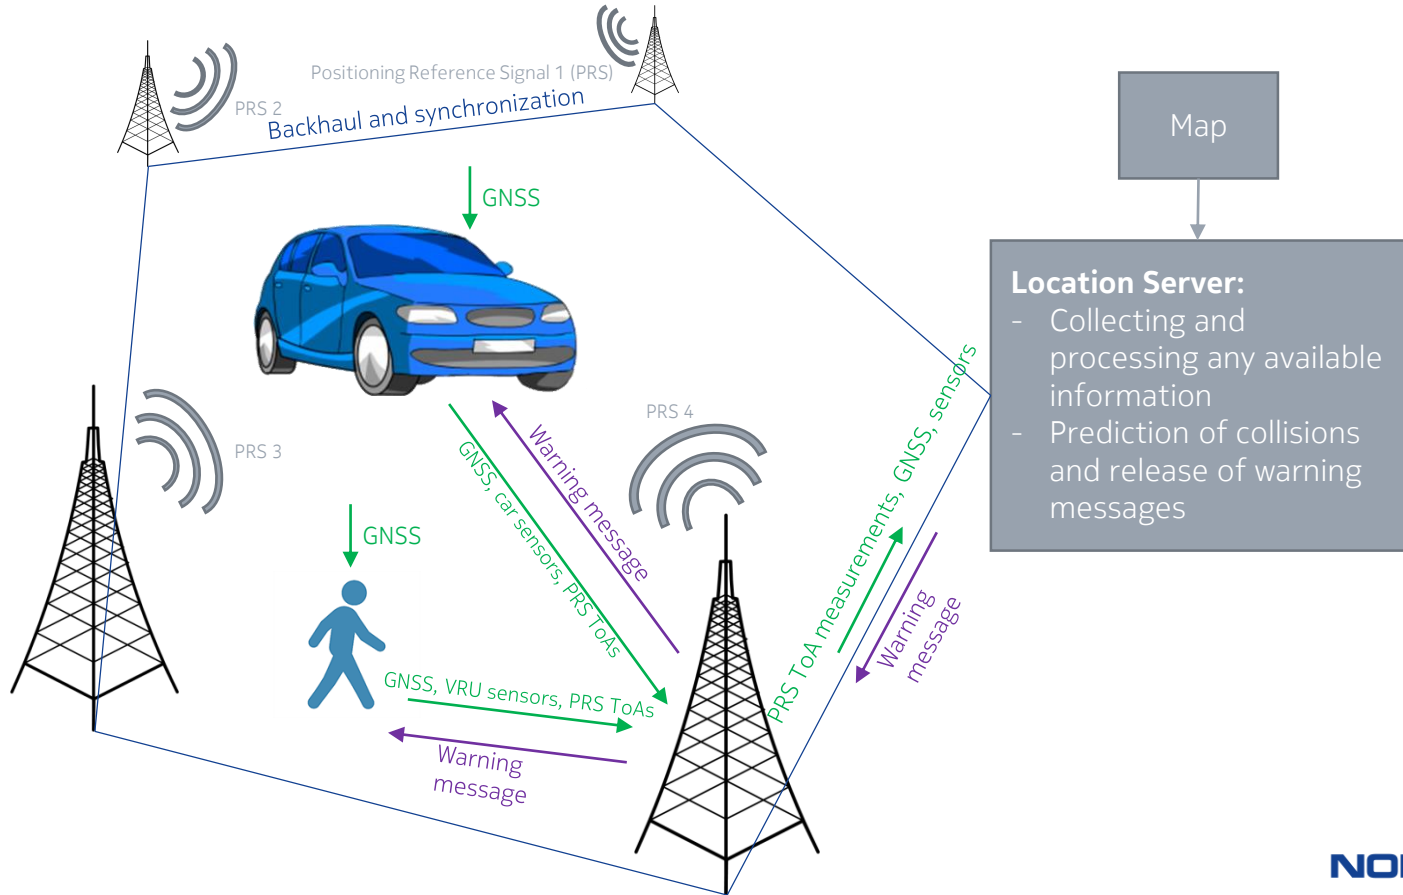 Positioning Reference Signal 1 (PRS)
PRS 2
Backhaul and synchronization
Map
GNSS
Location Server:
- Collecting and
processing any available
information
- Prediction of collisions
and release of warning
messages
PRS 3
PRS 4
GNSS, car sensors, PRS ToAs
Warning message
PRS ToA measurements, GNSS, sensors
Warning
message
GNSS
GNSS, VRU sensors, PRS ToAs
Warning
message